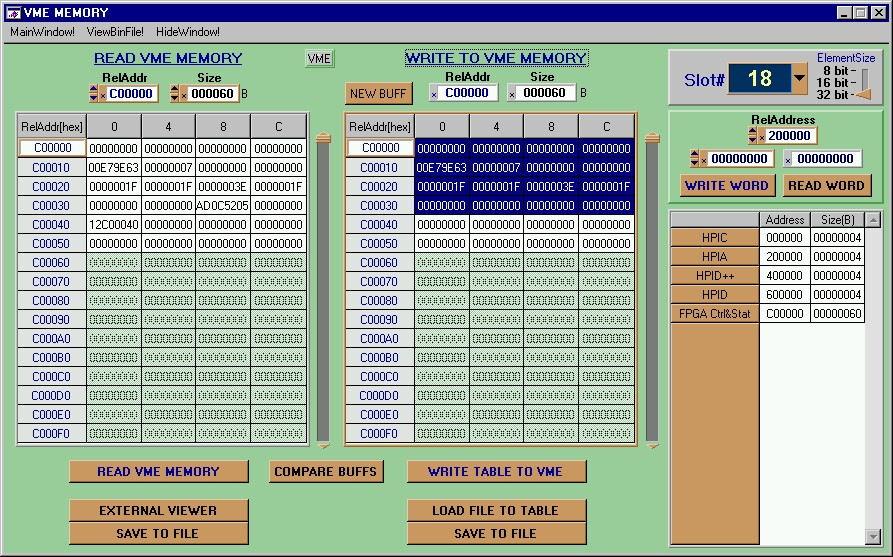 VME MEMORY
MainWindow! ViewBinFile! HideWindow!
READ VME MEMORY
VME
RelAddr Size
C00000 000060 B
RelAddr[hex] 0 4 8 C
C00000 00000000 00000000 00000000 00000000
C00010 00E79E63 00000007 00000000 00000000
C00020 0000001F 0000001F 0000003E 0000001F
C00030 00000000 00000000 AD0C5205 00000000
C00040 12C00040 00000000 00000000 00000000
C00050 00000000 00000000 00000000 00000000
C00060 00000000 00000000 00000000 00000000
C00070 00000000 00000000 00000000 00000000
C00080 00000000 00000000 00000000 00000000
C00090 00000000 00000000 00000000 00000000
C000A0 00000000 00000000 00000000 00000000
C000B0 00000000 00000000 00000000 00000000
C000C0 00000000 00000000 00000000 00000000
C000D0 00000000 00000000 00000000 00000000
C000E0 00000000 00000000 00000000 00000000
C000F0 00000000 00000000 00000000 00000000
READ VME MEMORY
COMPARE BUFFS
EXTERNAL VIEWER
SAVE TO FILE
WRITE TO VME MEMORY
RelAddr Size
NEW BUFF × C00000 × 000060 B
RelAddr[hex] 0 4 8 C
C00000 00000000 00000000 00000000 00000000
C00010 00E79E63 00000007 00000000 00000000
C00020 0000001F 0000001F 0000003E 0000001F
C00030 00000000 00000000 00000000 00000000
C00040 00000000 00000000 00000000 00000000
C00050 00000000 00000000 00000000 00000000
C00060 00000000 00000000 00000000 00000000
C00070 00000000 00000000 00000000 00000000
C00080 00000000 00000000 00000000 00000000
C00090 00000000 00000000 00000000 00000000
C000A0 00000000 00000000 00000000 00000000
C000B0 00000000 00000000 00000000 00000000
C000C0 00000000 00000000 00000000 00000000
C000D0 00000000 00000000 00000000 00000000
C000E0 00000000 00000000 00000000 00000000
C000F0 00000000 00000000 00000000 00000000
WRITE TABLE TO VME
LOAD FILE TO TABLE
SAVE TO FILE
Slot# 18
ElementSize
8 bit
16 bit
32 bit
RelAddress
× 200000
× 00000000 × 00000000
WRITE WORD READ WORD
Address Size(B)
HPIC 000000 00000004
HPIA 200000 00000004
HPID++ 400000 00000004
HPID 600000 00000004
FPGA Ctrl&Stat C00000 00000060